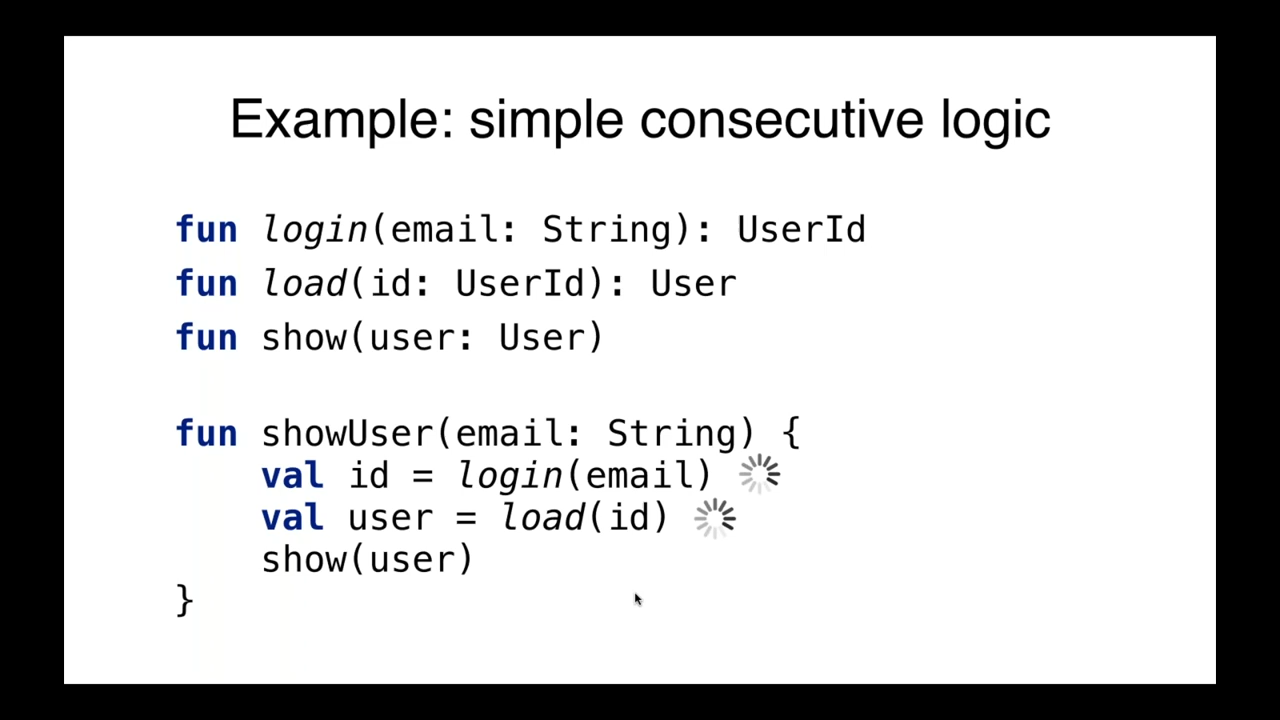 Example: simple consecutive logic
fun login(email: String): UserId
fun load(id: UserId): User
fun show(user: User)
fun showUser(email: String) {
    val id = login(email)
    val user = load(id)
    show(user)
}